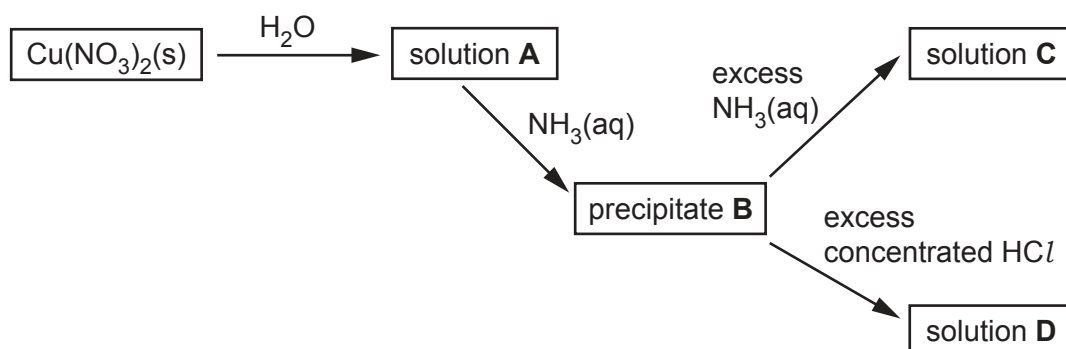 Cu(NO₃)₂(s)
H₂O
solution A
NH₃(aq)
precipitate B
excess
NH₃(aq)
solution C
excess
concentrated HCl
solution D